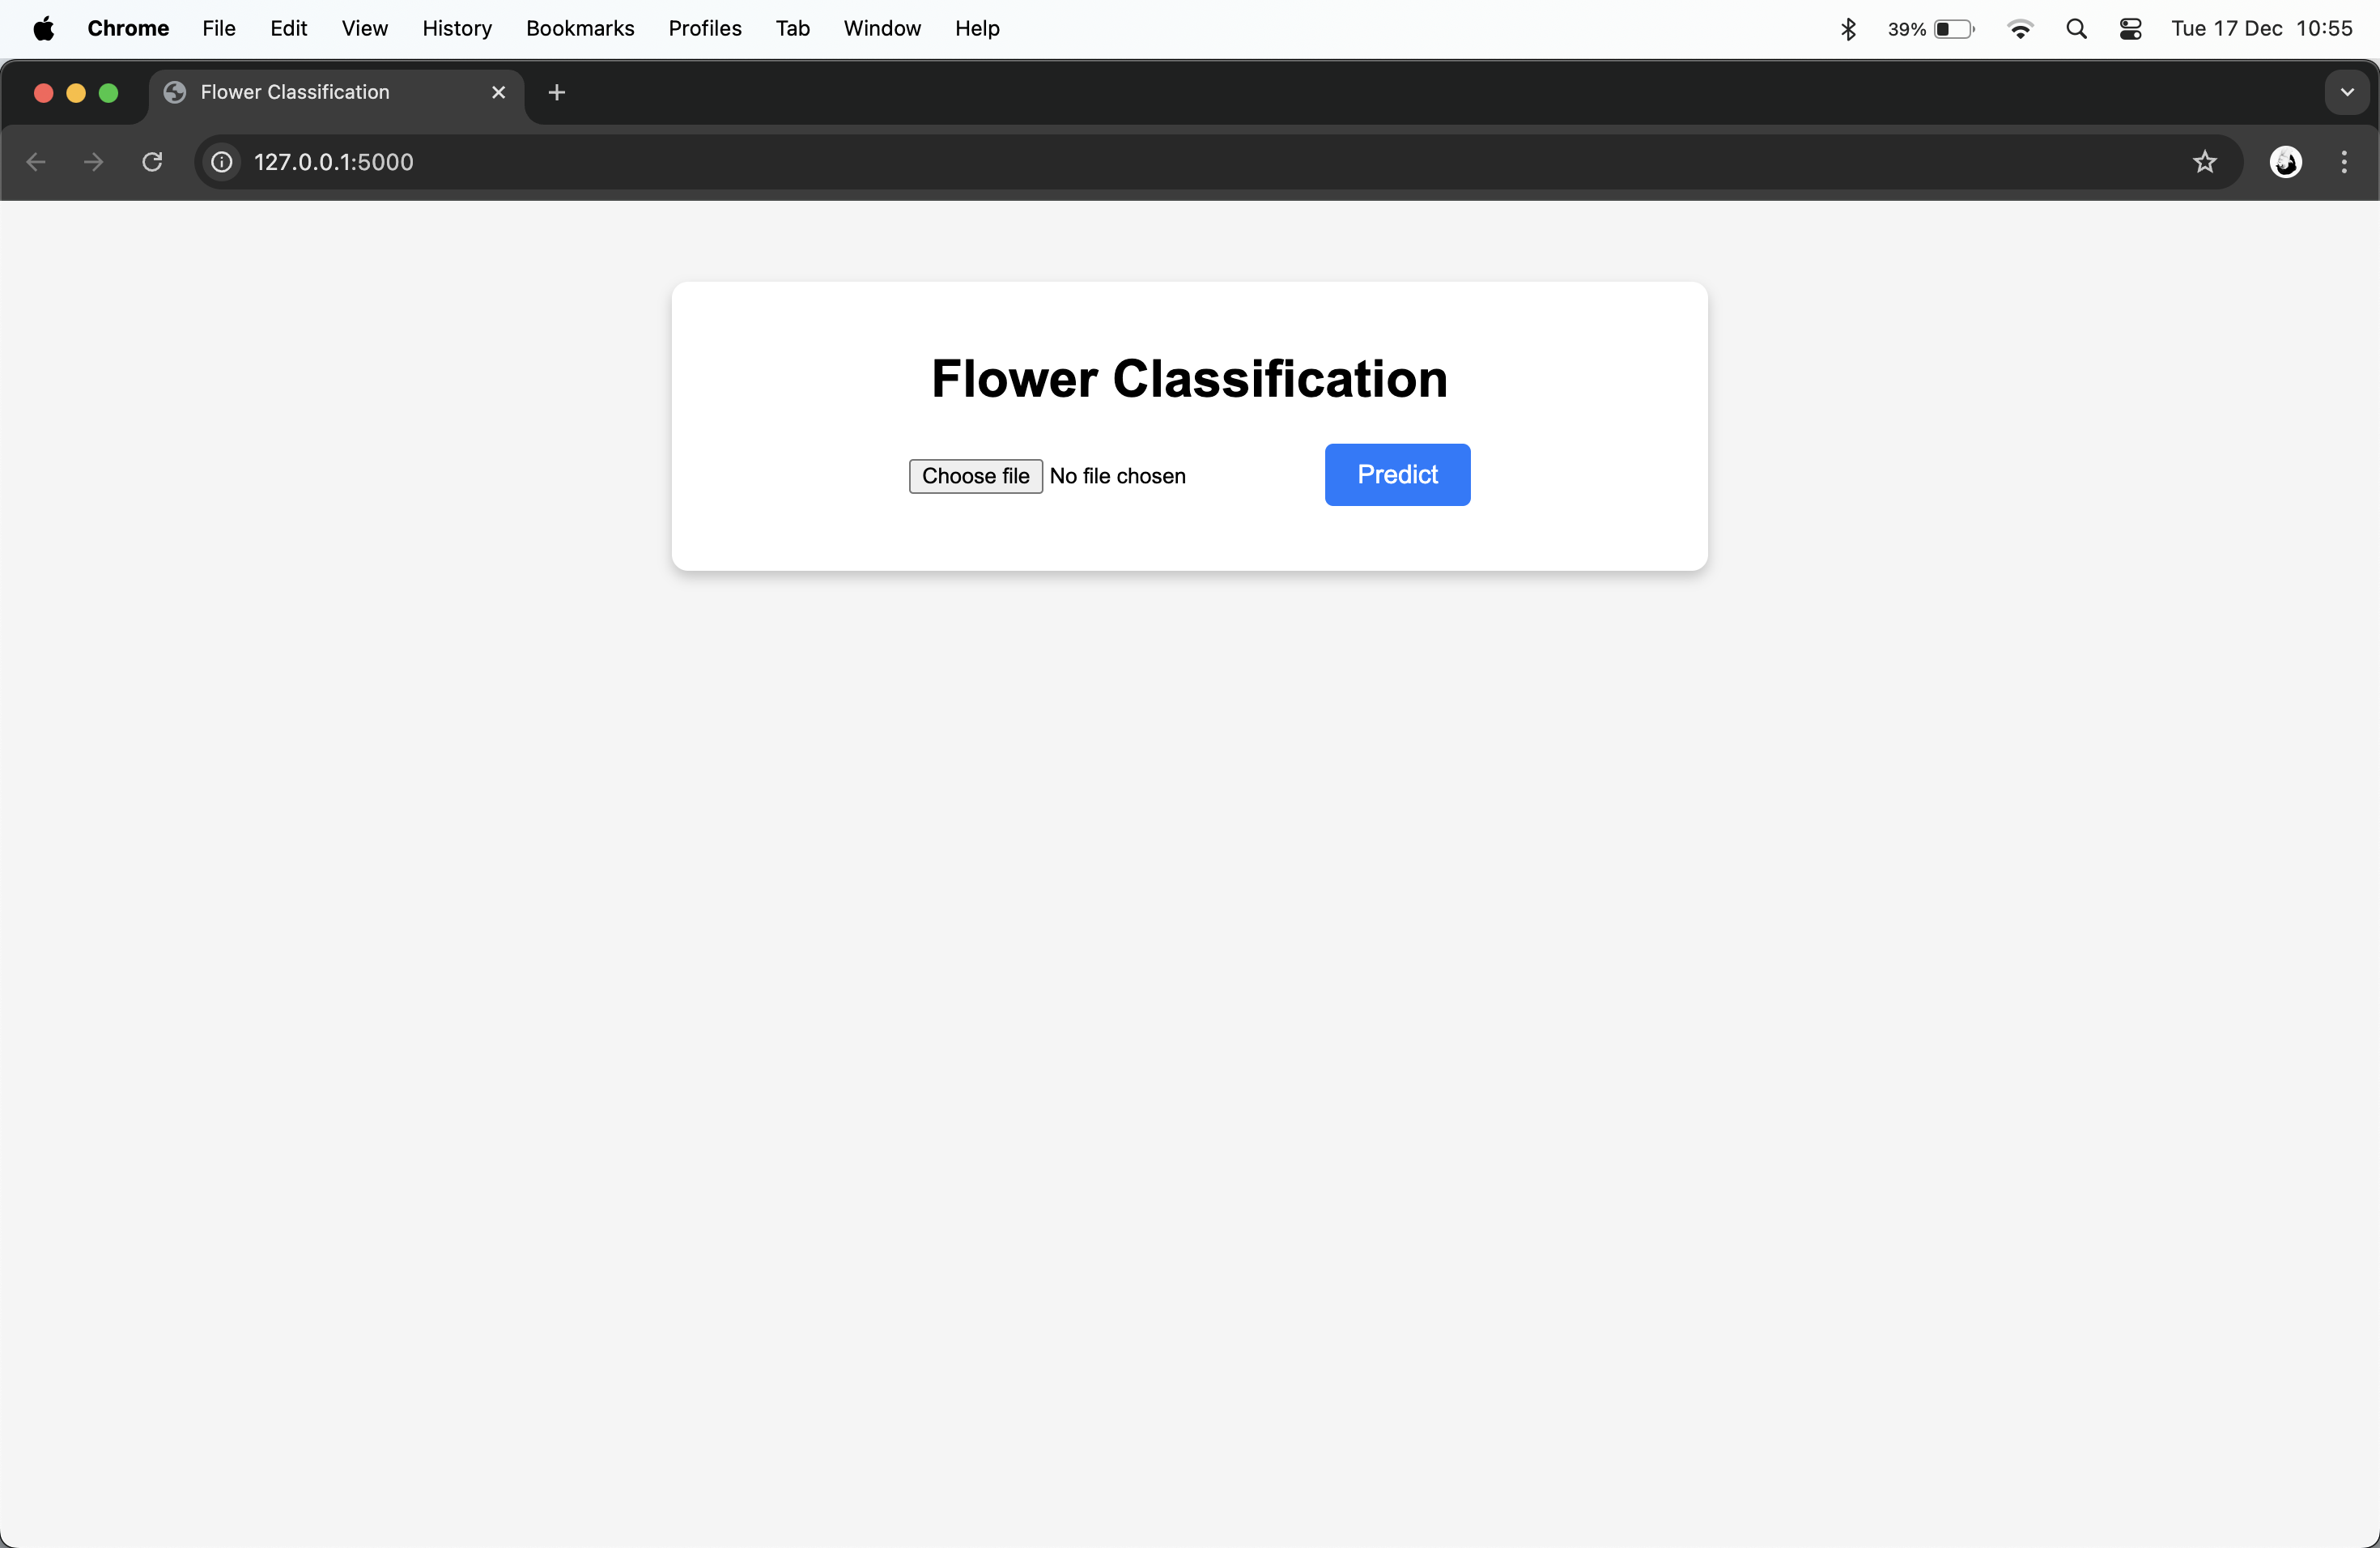 Chrome File Edit View History Bookmarks Profiles Tab Window Help 39% Tue 17 Dec 10:55
Flower Classification
127.0.0.1:5000
Flower Classification
Choose file No file chosen Predict